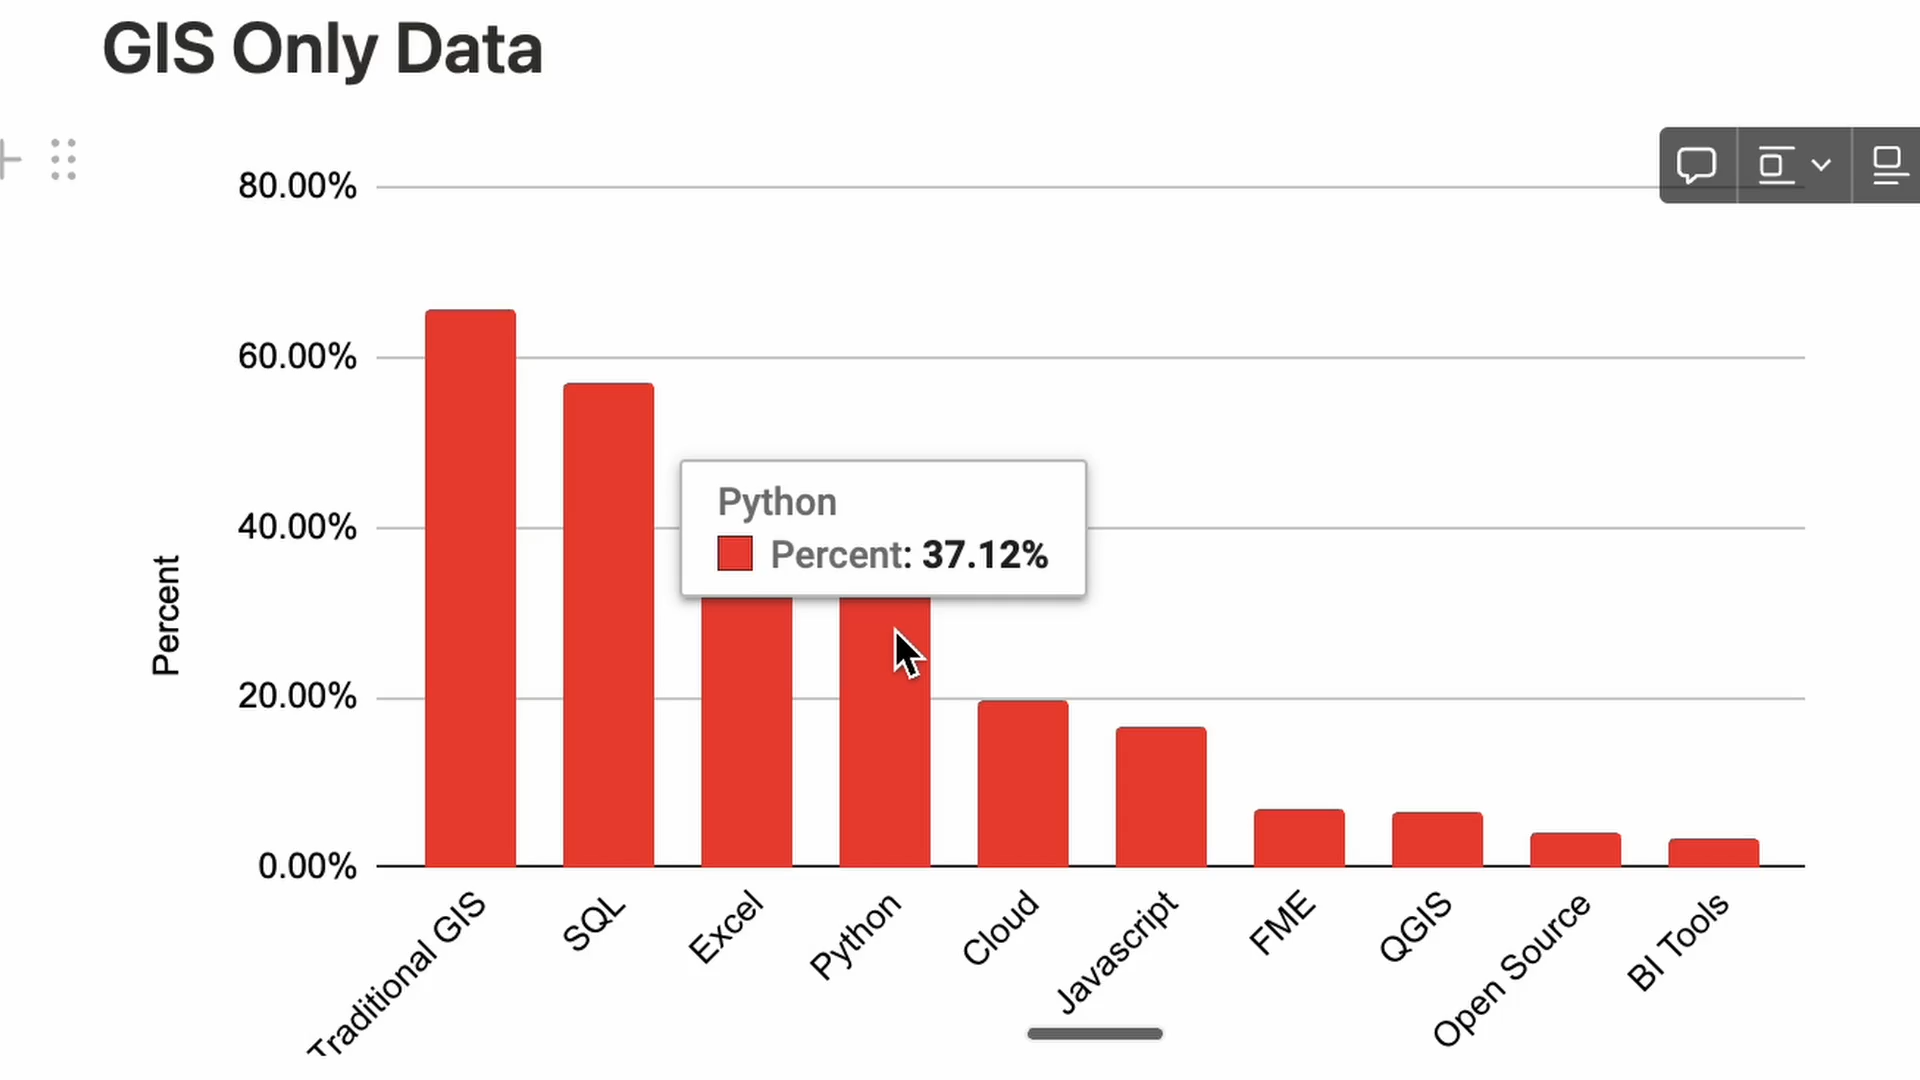 GIS Only Data
80.00%
60.00%
40.00%
20.00%
0.00%
Percent
Python
Percent: 37.12%
Traditional GIS
SQL
Excel
Python
Cloud
Javascript
FME
QGIS
Open Source
BI Tools